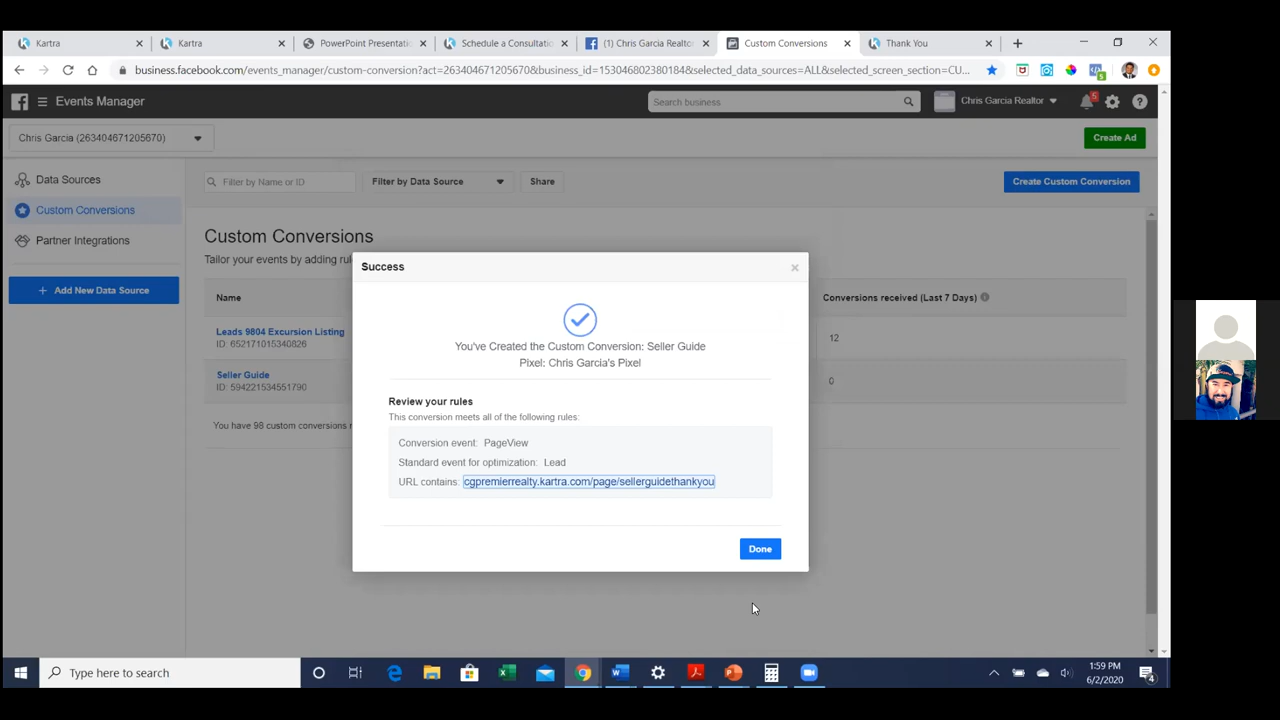 Kartra
Kartra
PowerPoint Presentatic
Schedule a Consultatio
(1) Chris Garcia Realtor
Custom Conversions
Thank You
business.facebook.com/events_manager/custom-conversion?act=263404671205670&business_id=153046802380184&selected_data_sources=ALL&selected_screen_section=CU...
5
Events Manager
Search business
Chris Garcia Realtor
5
Chris Garcia (263404671205670)
Create Ad
Data Sources
Filter by Name or ID
Filter by Data Source
Share
Create Custom Conversion
Custom Conversions
Partner Integrations
Custom Conversions
Tailor your events by adding
Add New Data Source
Name
Conversions received (Last 7 Days)
Leads 9804 Excursion Listing
ID: 652171015340826
12
Seller Guide
ID: 594221534551790
0
You have 98 custom conversions
Success
You've Created the Custom Conversion: Seller Guide
Pixel: Chris Garcia's Pixel
Review your rules
This conversion meets all of the following rules:
Conversion event: PageView
Standard event for optimization: Lead
URL contains: cgpremierrealty.kartra.com/page/sellerguidethankyou
Done
Type here to search
1:59 PM
6/2/2020
4